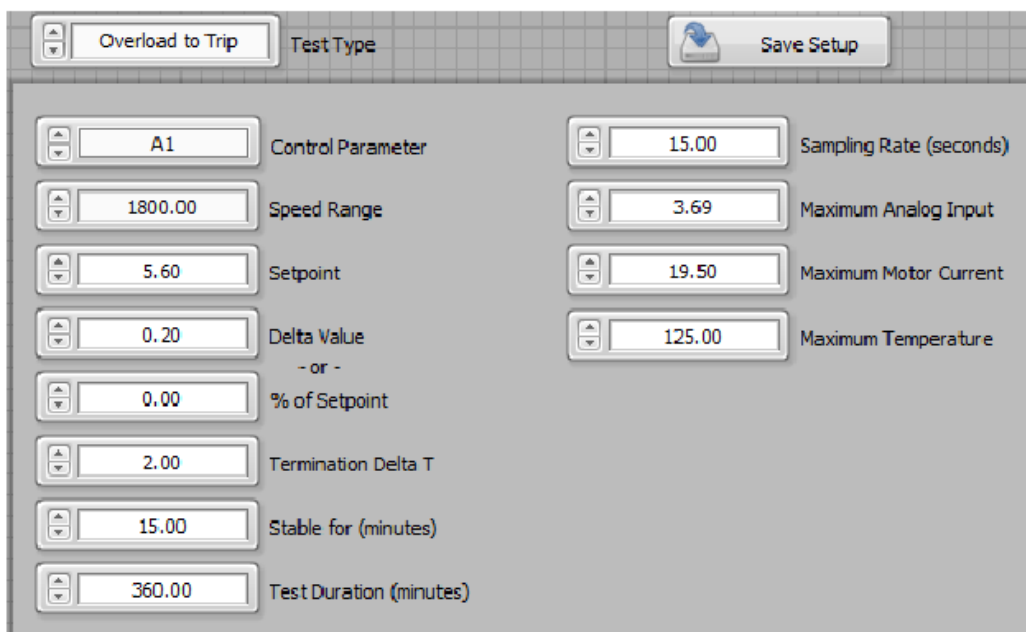 Overload to Trip Test Type Save Setup
A1 Control Parameter 15.00 Sampling Rate (seconds)
1800.00 Speed Range 3.69 Maximum Analog Input
5.60 Setpoint 19.50 Maximum Motor Current
0.20 Delta Value 125.00 Maximum Temperature
- or -
0.00 % of Setpoint
2.00 Termination Delta T
15.00 Stable for (minutes)
360.00 Test Duration (minutes)